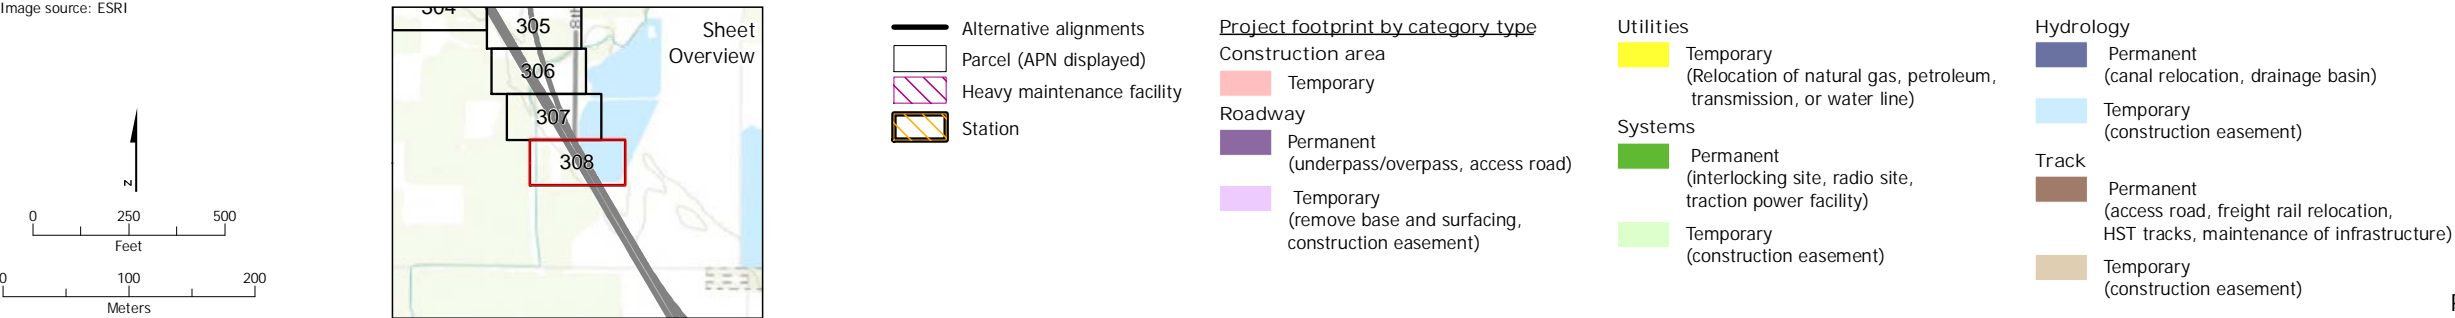 Image source: ESRI
N
0 250 500
Feet
0 100 200
Meters
304
305
8th
306
307
308
Sheet
Overview
Alternative alignments
Parcel (APN displayed)
Heavy maintenance facility
Station
Project footprint by category type
Construction area
Temporary
Roadway
Permanent
(underpass/overpass, access road)
Temporary
(remove base and surfacing,
construction easement)
Utilities
Temporary
(Relocation of natural gas, petroleum,
transmission, or water line)
Systems
Permanent
(interlocking site, radio site,
traction power facility)
Temporary
(construction easement)
Hydrology
Permanent
(canal relocation, drainage basin)
Temporary
(construction easement)
Track
Permanent
(access road, freight rail relocation,
HST tracks, maintenance of infrastructure)
Temporary
(construction easement)